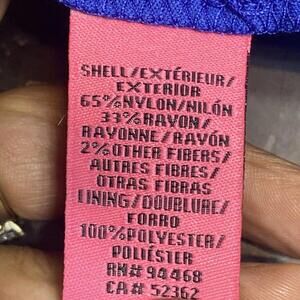 SHELL/EXTÉRIEUR/
EXTERIOR
65%NYLON/NILÓN
33%RAYON/
RAYONNE/RAYÓN
2%OTHER FIBERS/
AUTRES FIBRES/
OTRAS FIBRAS
LINING/DOUBLURE/
FORRO
100%POLYESTER/
POLIÉSTER
RN# 94468
CA# 52362